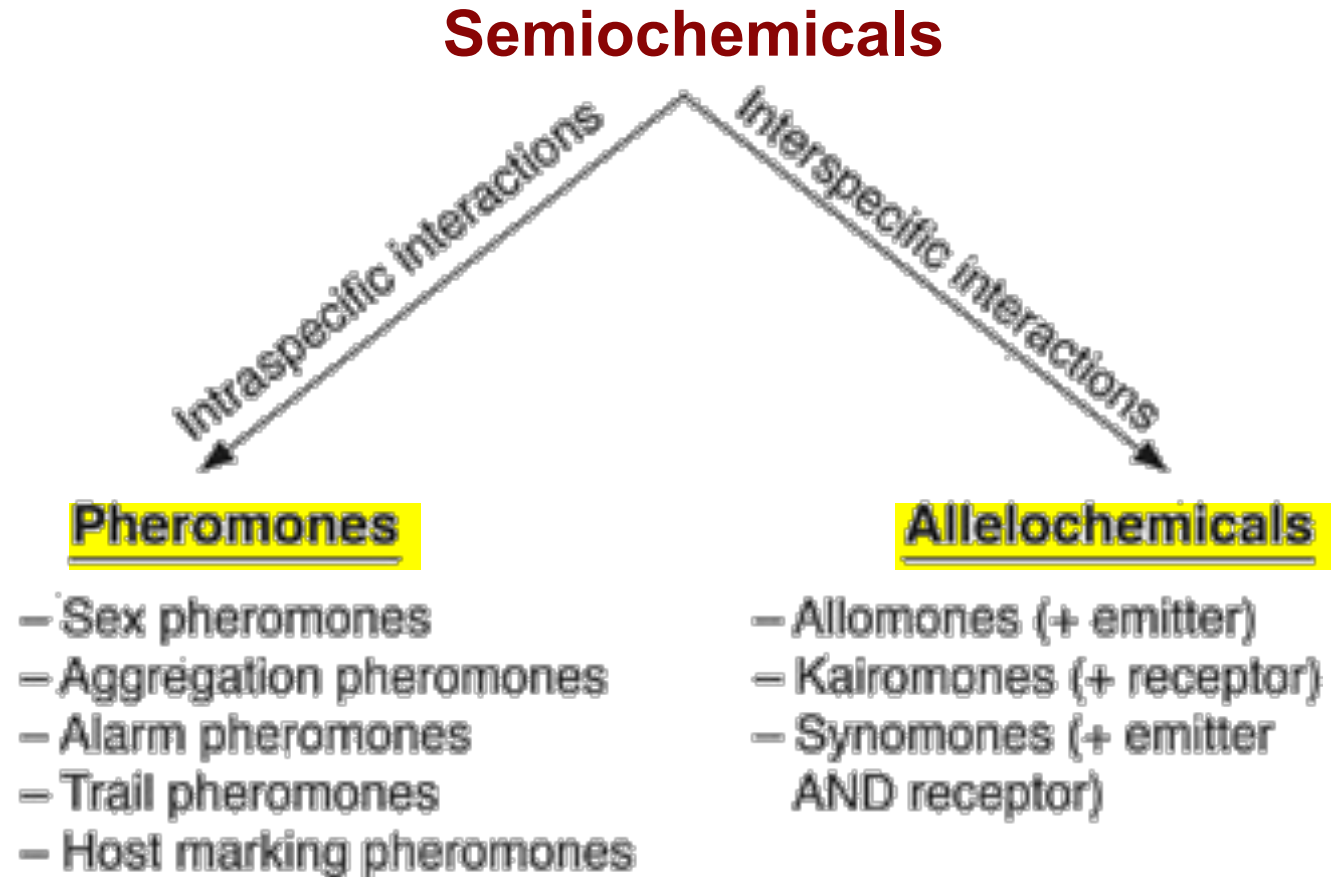 Semiochemicals
Intraspecific interactions
Interspecific interactions
Pheromones
– Sex pheromones
– Aggregation pheromones
– Alarm pheromones
– Trail pheromones
– Host marking pheromones
Allelochemicals
– Allomones (+ emitter)
– Kairomones (+ receptor)
– Synomones (+ emitter
AND receptor)